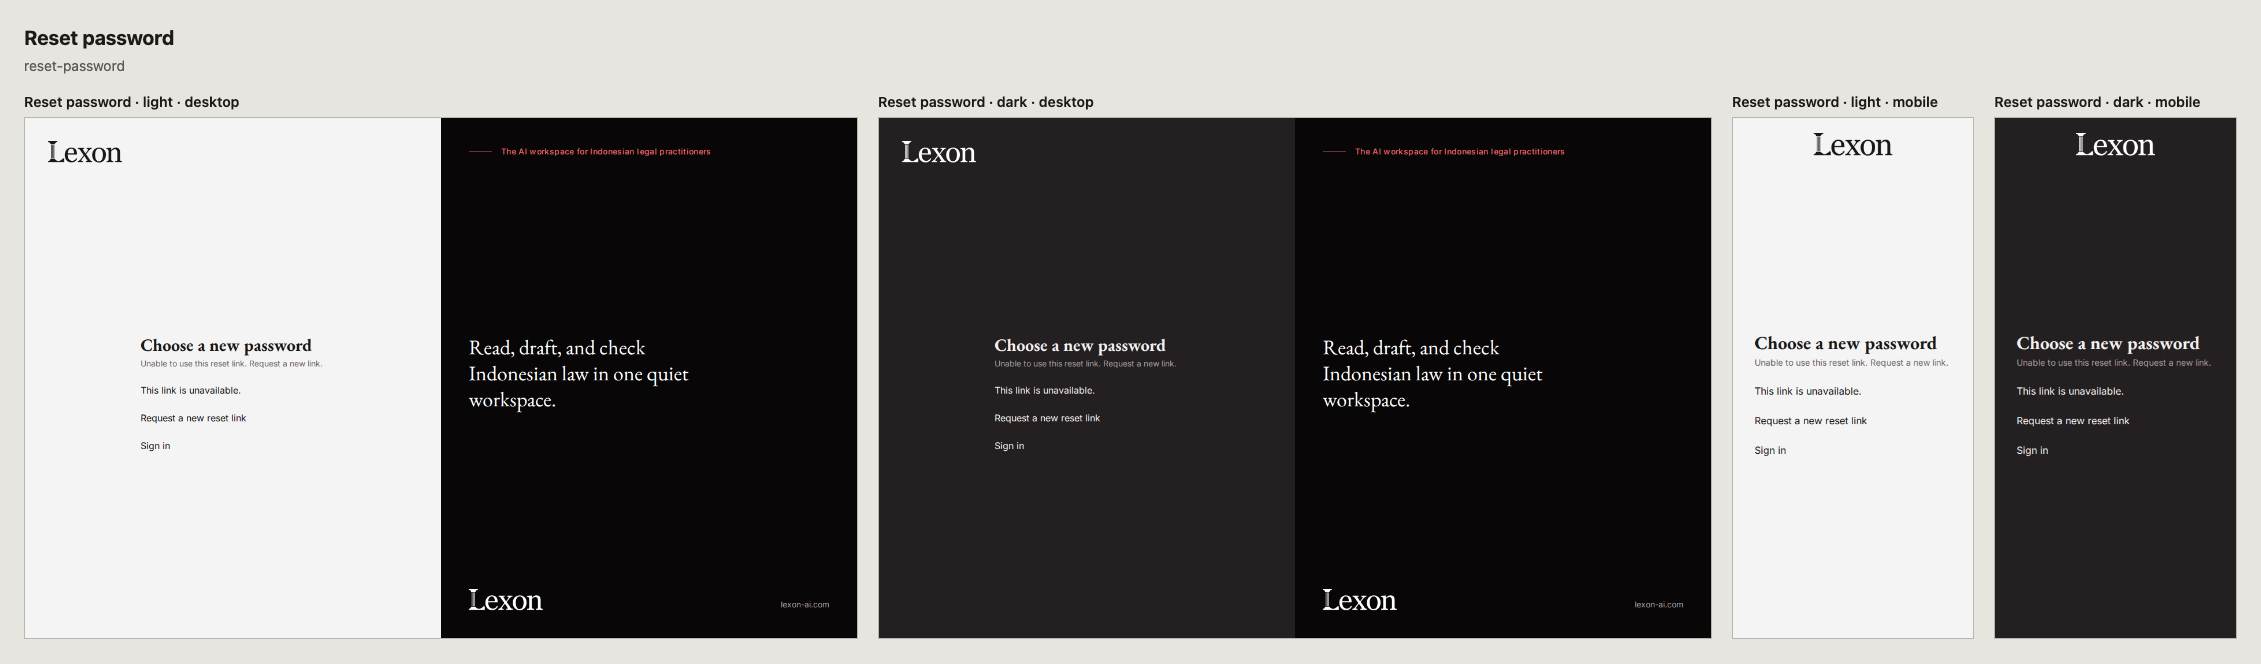 Reset password
reset-password
Reset password · light · desktop
Lexon
Choose a new password
Unable to use this reset link. Request a new link.
This link is unavailable.
Request a new reset link
Sign in
The AI workspace for Indonesian legal practitioners
Read, draft, and check
Indonesian law in one quiet
workspace.
Lexon
lexon-ai.com
Reset password · dark · desktop
Lexon
Choose a new password
Unable to use this reset link. Request a new link.
This link is unavailable.
Request a new reset link
Sign in
The AI workspace for Indonesian legal practitioners
Read, draft, and check
Indonesian law in one quiet
workspace.
Lexon
lexon-ai.com
Reset password · light · mobile
Lexon
Choose a new password
Unable to use this reset link. Request a new link.
This link is unavailable.
Request a new reset link
Sign in
Reset password · dark · mobile
Lexon
Choose a new password
Unable to use this reset link. Request a new link.
This link is unavailable.
Request a new reset link
Sign in